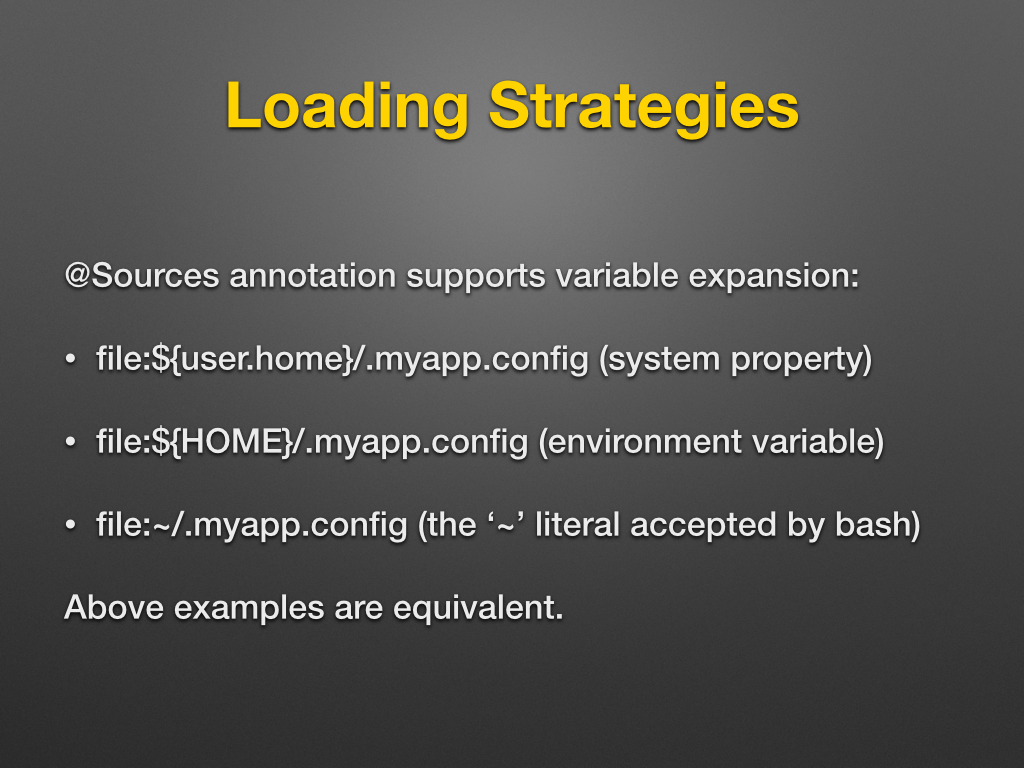 Loading Strategies
@Sources annotation supports variable expansion:
• file:${user.home}/.myapp.config (system property)
• file:${HOME}/.myapp.config (environment variable)
• file:~/.myapp.config (the ‘~’ literal accepted by bash)
Above examples are equivalent.